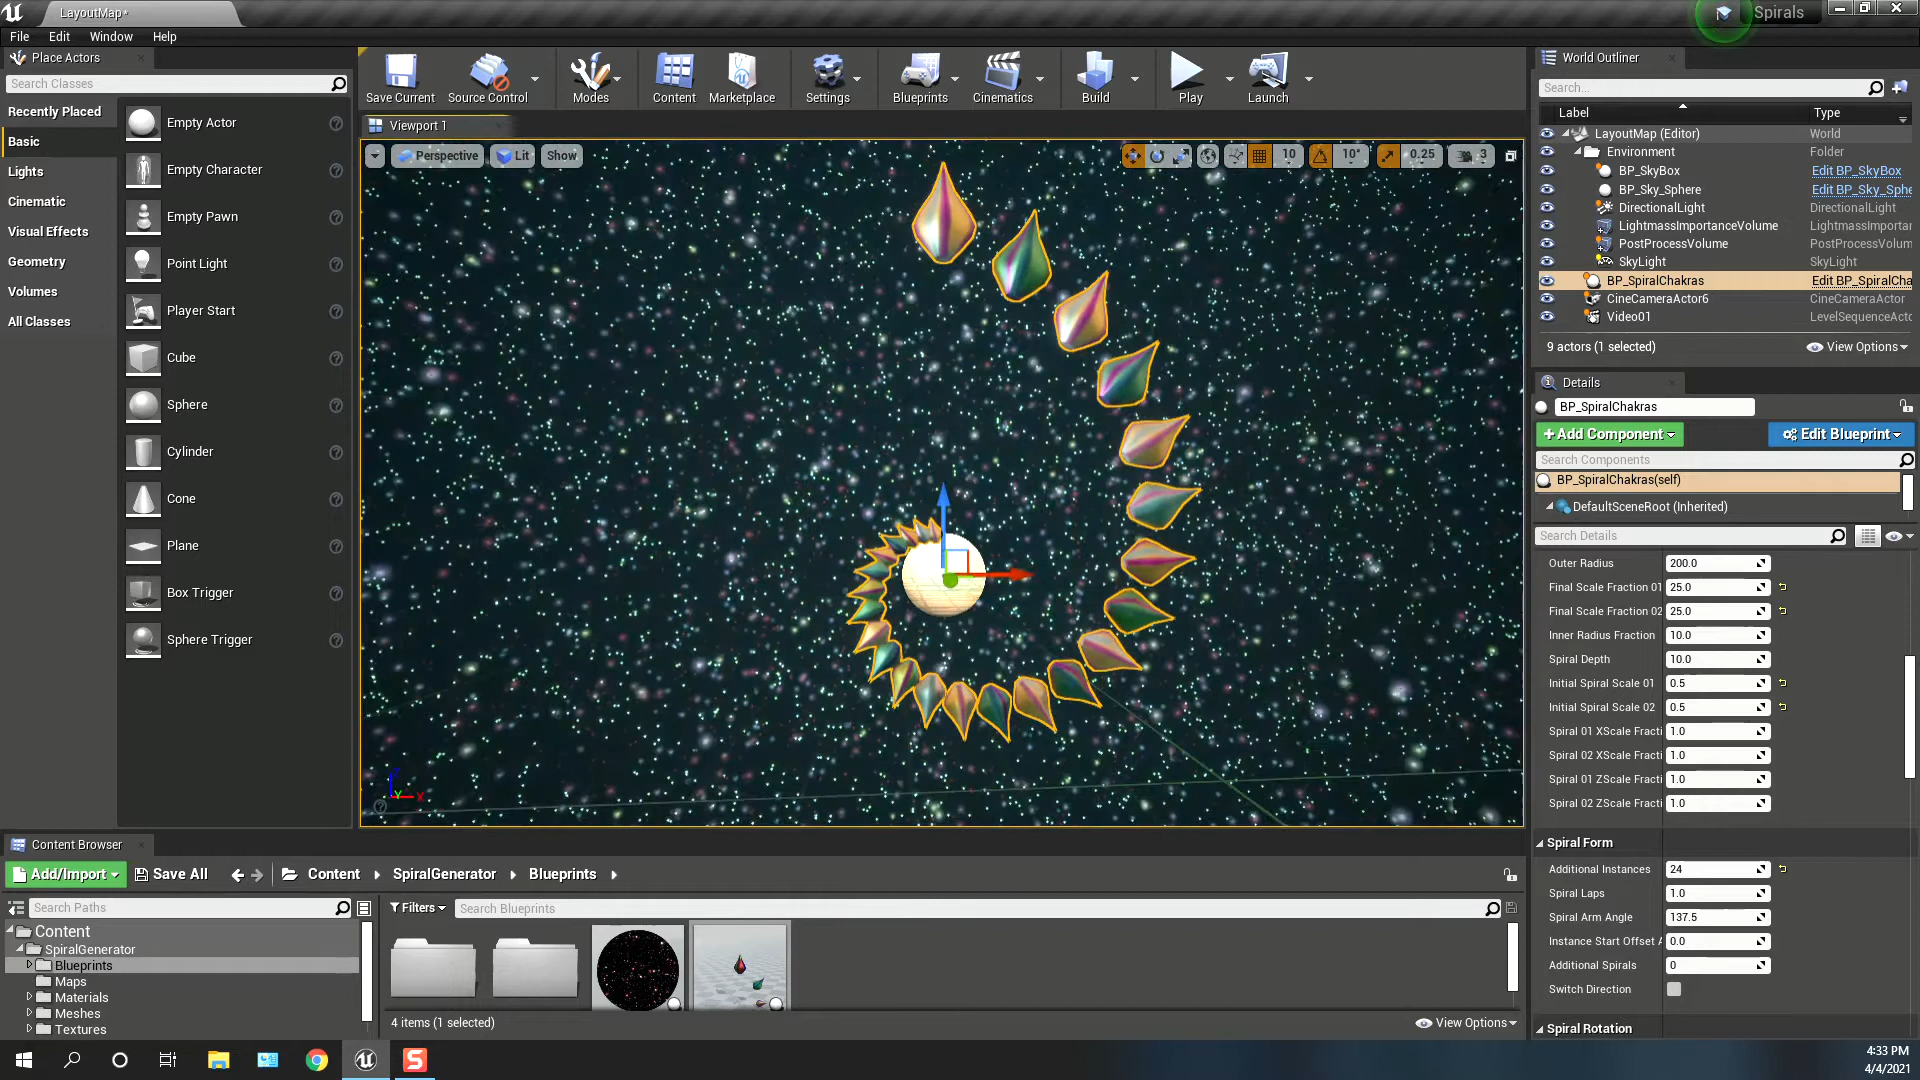 LayoutMap*
Spirals
File Edit Window Help
Place Actors
Search Classes
Recently Placed
Basic
Lights
Cinematic
Visual Effects
Geometry
Volumes
All Classes
Empty Actor
Empty Character
Empty Pawn
Point Light
Player Start
Cube
Sphere
Cylinder
Cone
Plane
Box Trigger
Sphere Trigger
Save Current
Source Control
Modes
Content
Marketplace
Settings
Blueprints
Cinematics
Build
Play
Launch
Viewport 1
Perspective Lit Show
10 10° 0.25 3
Z
Y X
World Outliner
Search...
Label Type
LayoutMap (Editor) World
Environment Folder
BP_SkyBox Edit BP_SkyBox
BP_Sky_Sphere Edit BP_Sky_Sphe
DirectionalLight DirectionalLight
LightmassImportanceVolume LightmassImportar
PostProcessVolume PostProcessVolum
SkyLight SkyLight
BP_SpiralChakras Edit BP_SpiralCha
CineCameraActor6 CineCameraActor
Video01 LevelSequenceActo
9 actors (1 selected) View Options
Details
BP_SpiralChakras
+Add Component Edit Blueprint
Search Components
BP_SpiralChakras(self)
DefaultSceneRoot (Inherited)
Search Details
Outer Radius 200.0
Final Scale Fraction 01 25.0
Final Scale Fraction 02 25.0
Inner Radius Fraction 10.0
Spiral Depth 10.0
Initial Spiral Scale 01 0.5
Initial Spiral Scale 02 0.5
Spiral 01 XScale Fracti 1.0
Spiral 02 XScale Fracti 1.0
Spiral 01 ZScale Fracti 1.0
Spiral 02 ZScale Fracti 1.0
Spiral Form
Additional Instances 24
Spiral Laps 1.0
Spiral Arm Angle 137.5
Instance Start Offset A 0.0
Additional Spirals 0
Switch Direction
Spiral Rotation
Content Browser
Add/Import Save All Content SpiralGenerator Blueprints
Search Paths
Content
SpiralGenerator
Blueprints
Maps
Materials
Meshes
Textures
Filters Search Blueprints
4 items (1 selected) View Options
4:33 PM
4/4/2021